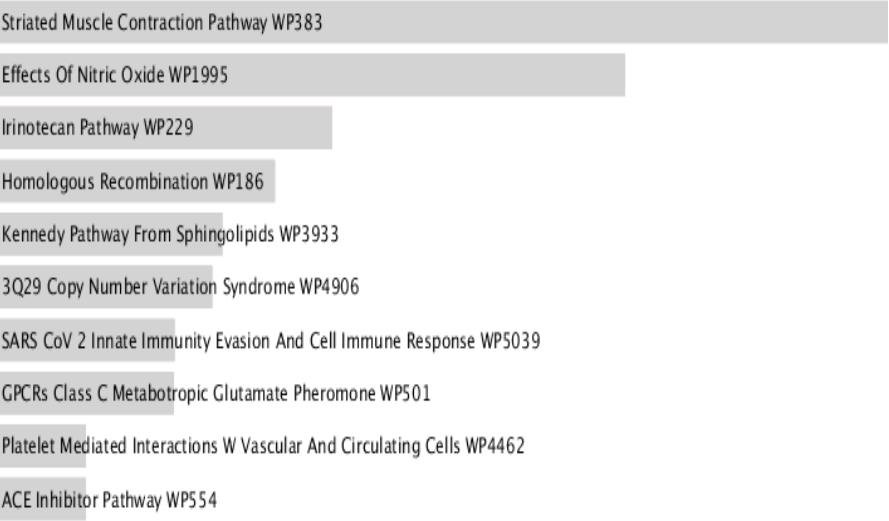 Striated Muscle Contraction Pathway WP383
Effects Of Nitric Oxide WP1995
Irinotecan Pathway WP229
Homologous Recombination WP186
Kennedy Pathway From Sphingolipids WP3933
3Q29 Copy Number Variation Syndrome WP4906
SARS CoV 2 Innate Immunity Evasion And Cell Immune Response WP5039
GPCRs Class C Metabotropic Glutamate Pheromone WP501
Platelet Mediated Interactions W Vascular And Circulating Cells WP4462
ACE Inhibitor Pathway WP554